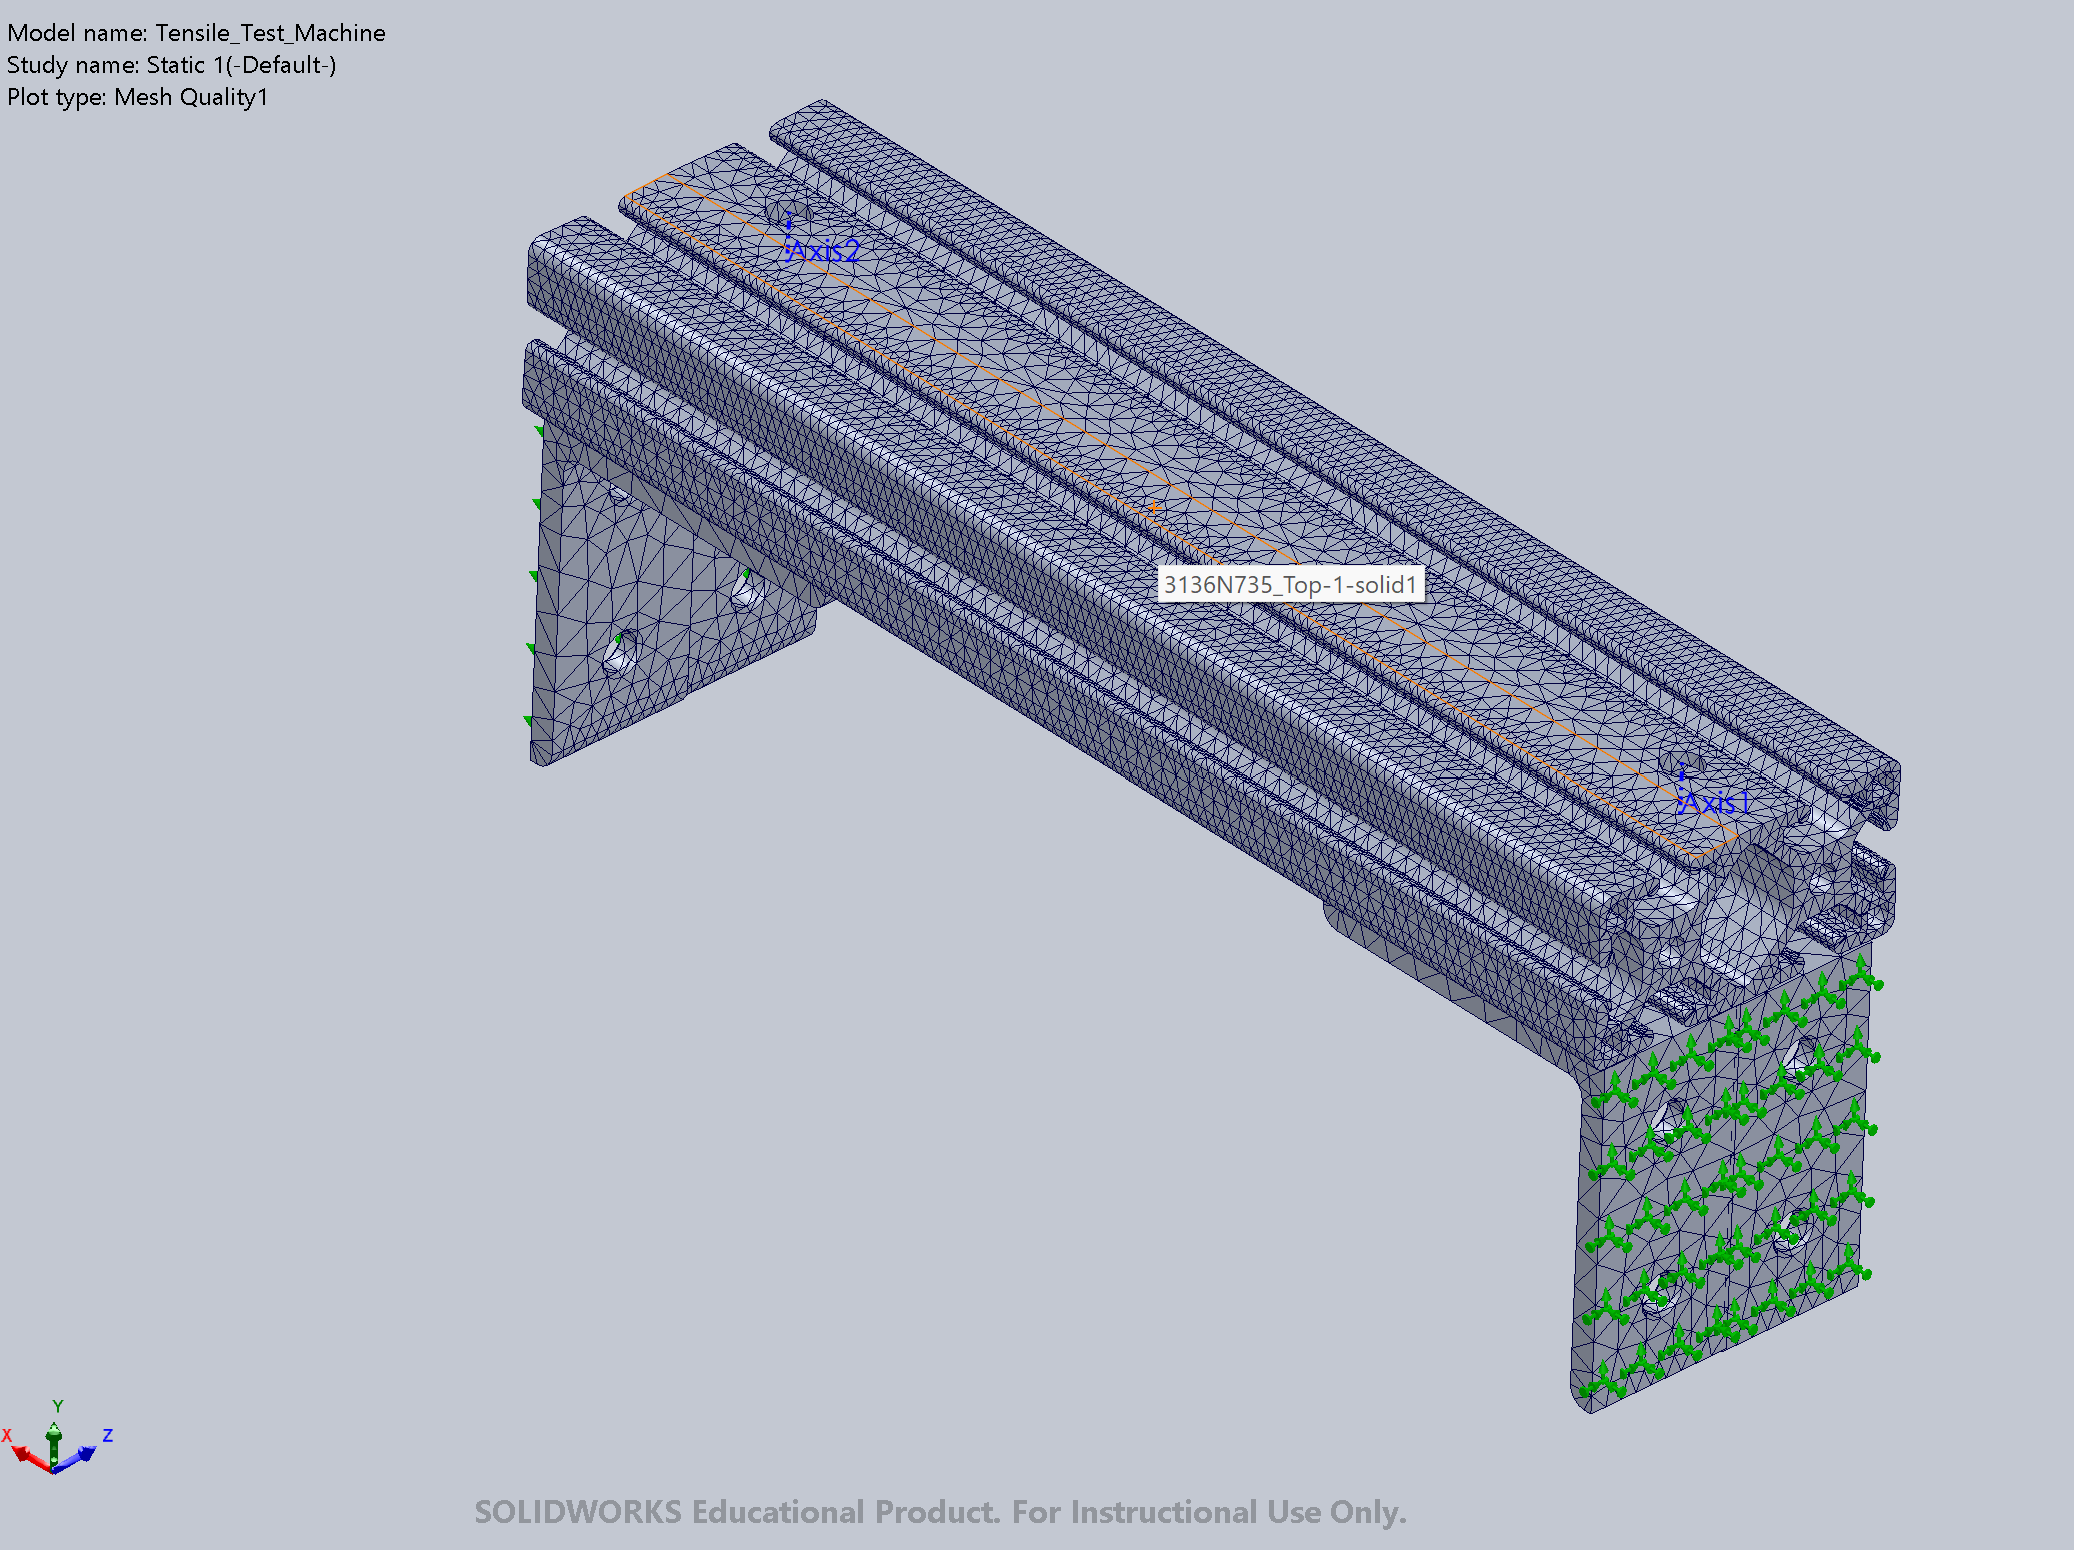 Model name: Tensile_Test_Machine
Study name: Static 1(-Default-)
Plot type: Mesh Quality1
Axis2
3136N735_Top-1-solid1
Axis1
Y
X
Z
SOLIDWORKS Educational Product. For Instructional Use Only.